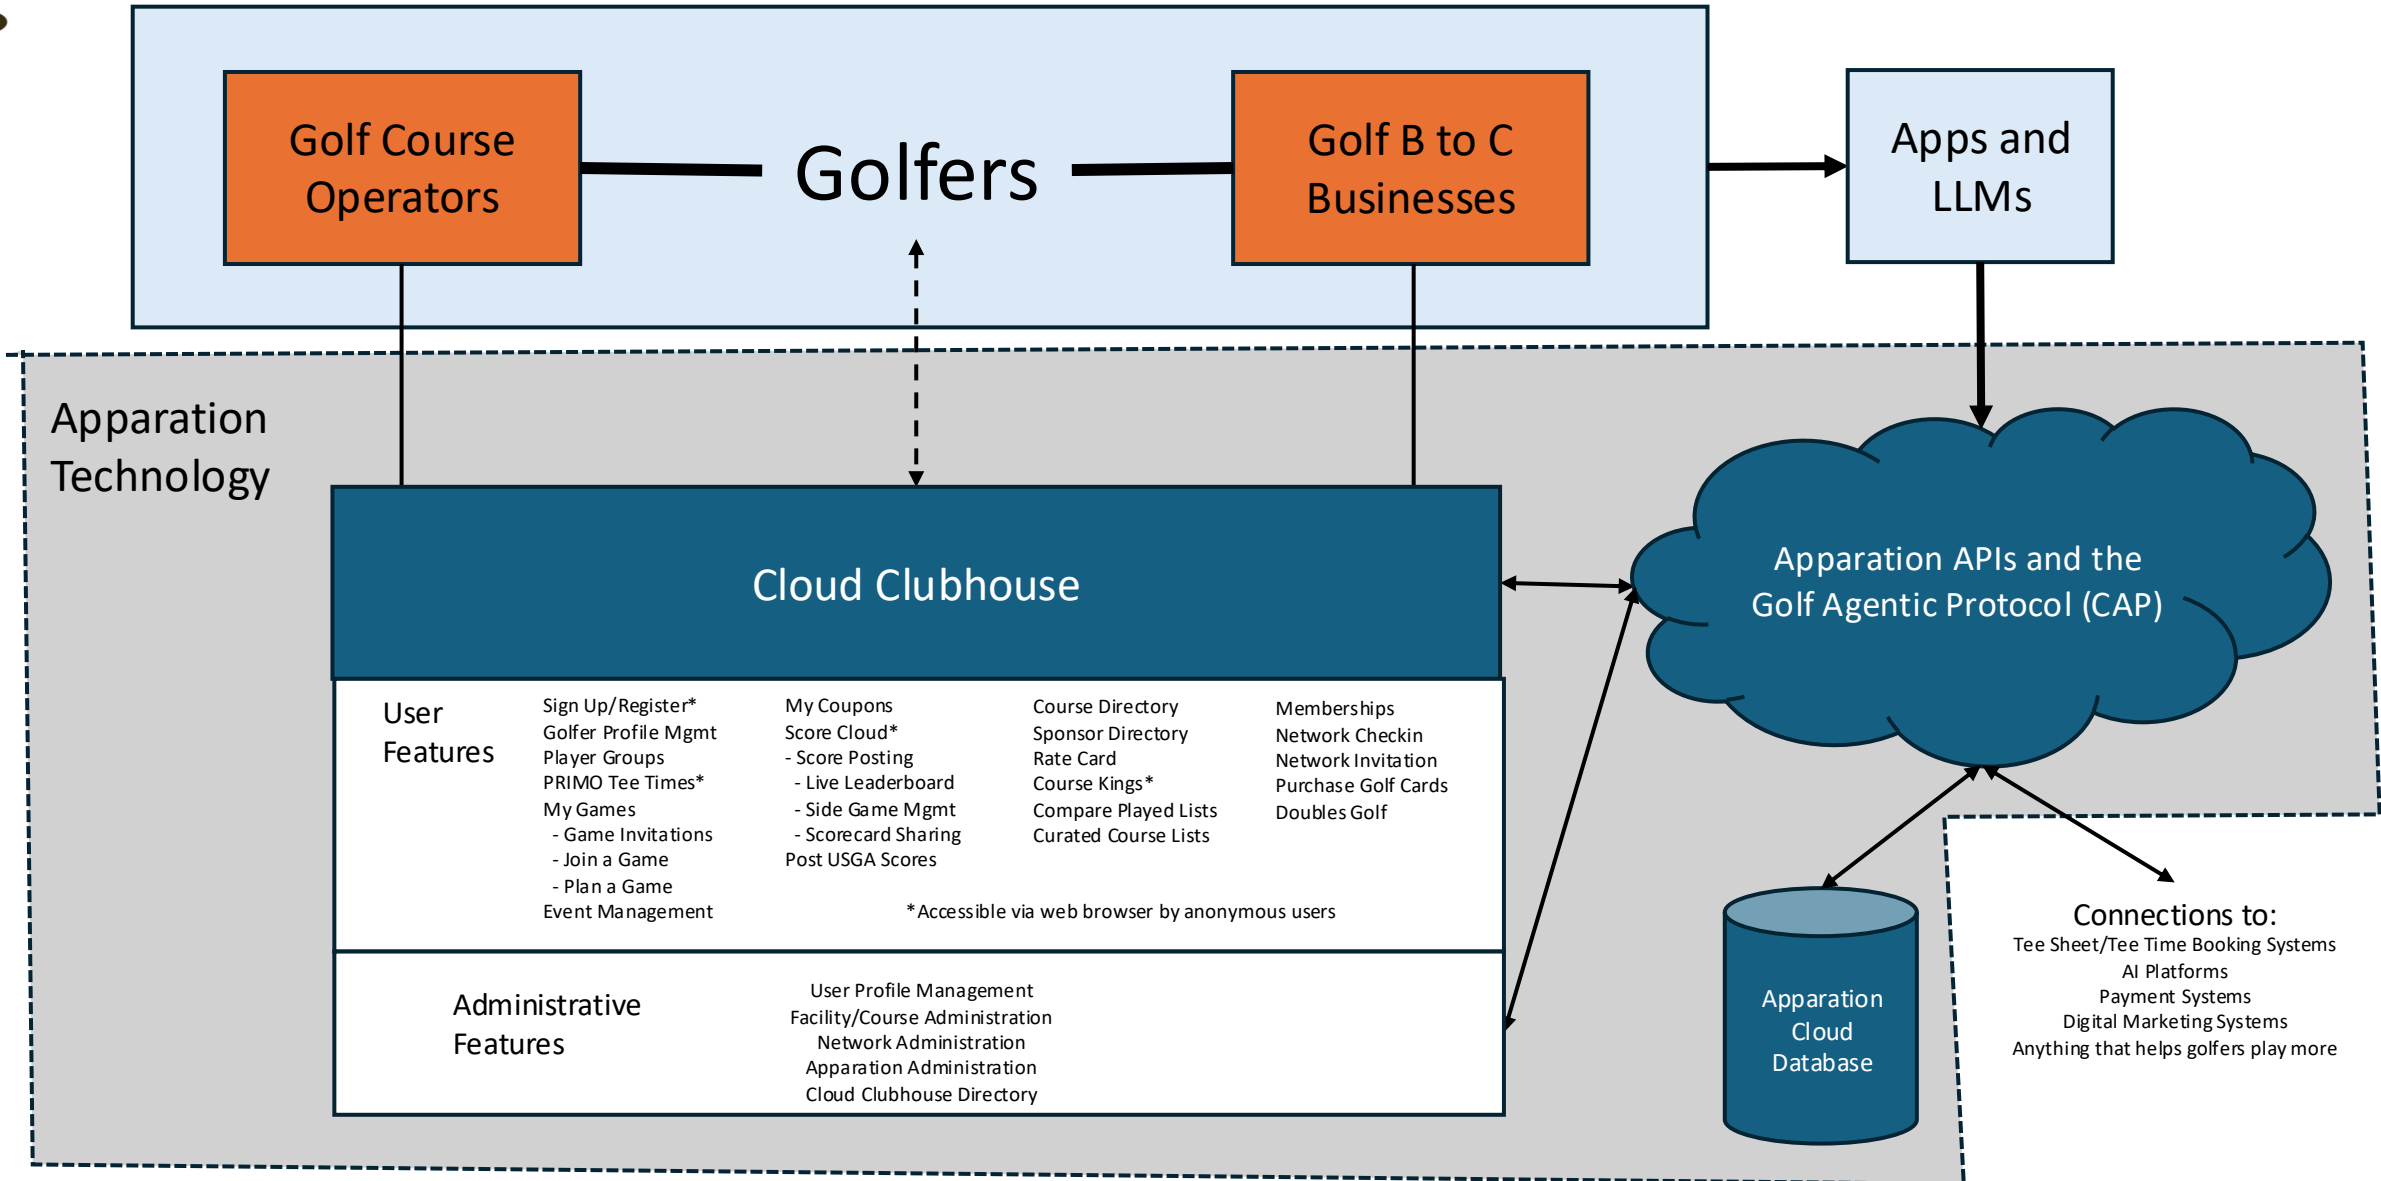 Golf Course
Operators
Golfers
Golf B to C
Businesses
Apps and
LLMs
Apparation
Technology
Cloud Clubhouse
Apparation APIs and the
Golf Agentic Protocol (CAP)
User
Features
Sign Up/Register*
Golfer Profile Mgmt
Player Groups
PRIMO Tee Times*
My Games
- Game Invitations
- Join a Game
- Plan a Game
Event Management
My Coupons
Score Cloud*
- Score Posting
- Live Leaderboard
- Side Game Mgmt
- Scorecard Sharing
Post USGA Scores
Course Directory
Sponsor Directory
Rate Card
Course Kings*
Compare Played Lists
Curated Course Lists
Memberships
Network Checkin
Network Invitation
Purchase Golf Cards
Doubles Golf
*Accessible via web browser by anonymous users
Administrative
Features
User Profile Management
Facility/Course Administration
Network Administration
Apparation Administration
Cloud Clubhouse Directory
Apparation
Cloud
Database
Connections to:
Tee Sheet/Tee Time Booking Systems
AI Platforms
Payment Systems
Digital Marketing Systems
Anything that helps golfers play more